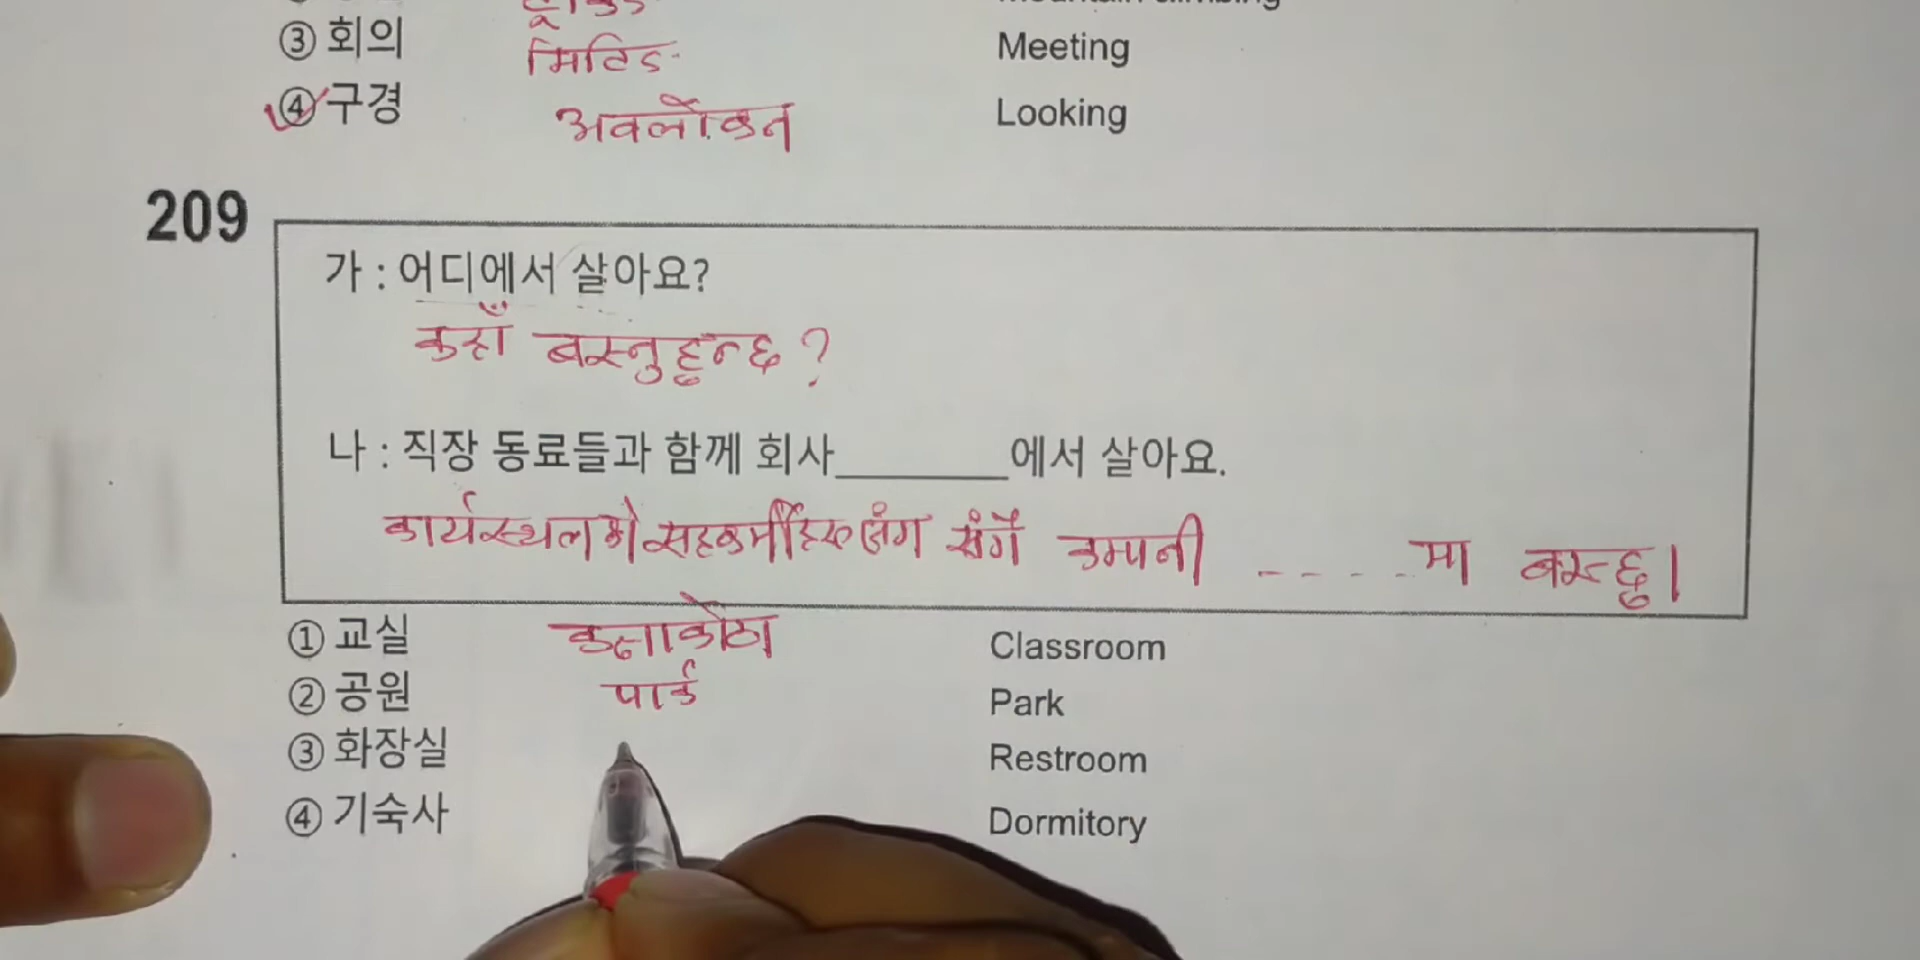 ③ 회의 मिटिङ Meeting
④ 구경 अवलोकन Looking
209
가 : 어디에서 살아요?
कहाँ बस्नुहुन्छ ?
나 : 직장 동료들과 함께 회사________에서 살아요.
कार्यस्थलको सहकर्मीहरु संग संगै कम्पनी - - - - - मा बस्छु।
① 교실 कक्षाकोठा Classroom
② 공원 पार्क Park
③ 화장실 Restroom
④ 기숙사 Dormitory